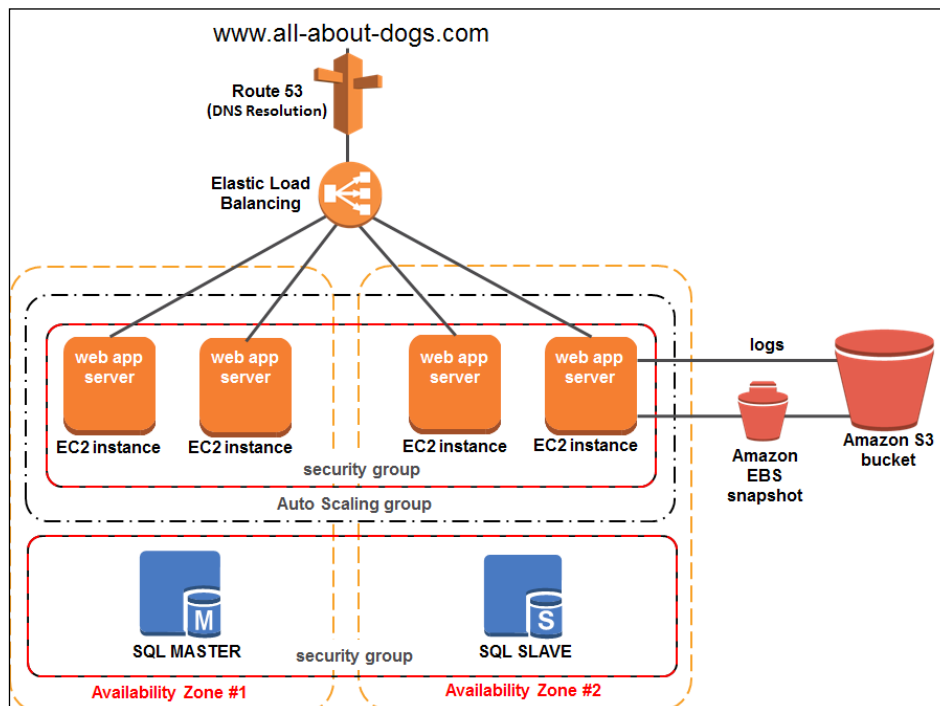 www.all-about-dogs.com
Route 53
(DNS Resolution)
Elastic Load
Balancing
web app
server
web app
server
web app
server
web app
server
EC2 instance
EC2 instance
EC2 instance
EC2 instance
logs
Amazon S3
bucket
Amazon
EBS
snapshot
security group
Auto Scaling group
M
S
SQL MASTER
SQL SLAVE
security group
Availability Zone #1
Availability Zone #2